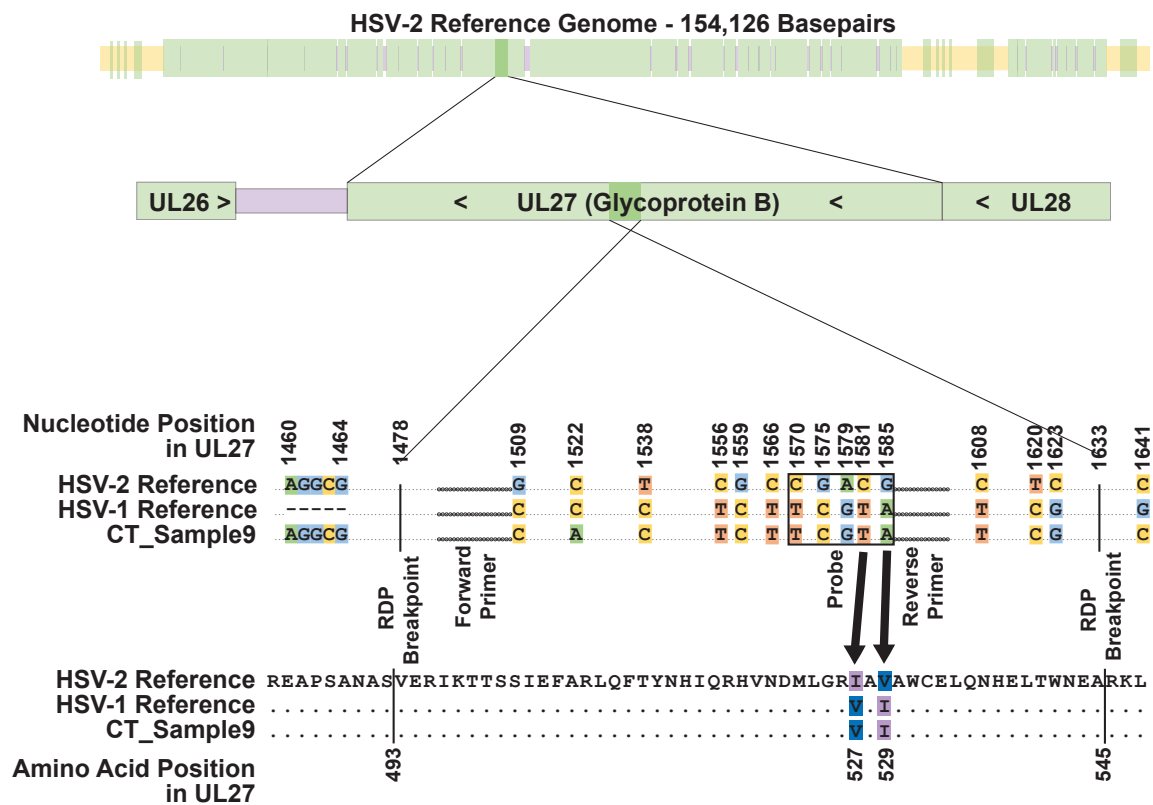 HSV-2 Reference Genome - 154,126 Basepairs
UL26 > < UL27 (Glycoprotein B) < < UL28
Nucleotide Position
in UL27
1460 1464 1478 1509 1522 1538 1556 1559 1566 1570 1575 1579 1581 1585 1608 1620 1623 1633 1641
HSV-2 Reference AGGCG G C T C G C C G A C G C T C C
HSV-1 Reference ----- C C C T C T T C G T A T C G G
CT_Sample9 AGGCG C A C T C T T C G T A T C G C
RDP
Breakpoint
Forward
Primer
Probe
Reverse
Primer
RDP
Breakpoint
HSV-2 Reference REAPSANASVERIKTTSSIEFARLQFTYNHIQRHVNDMLGRIAVAWCELQNHELTWNEARKL
HSV-1 Reference .........................................V.I..................
CT_Sample9 .........................................V.I..................
Amino Acid Position
in UL27
493 527 529 545